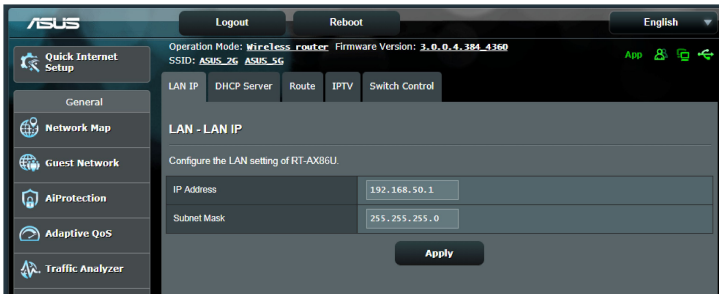 ASUS
Logout
Reboot
English
Quick Internet Setup
Operation Mode: Wireless router Firmware Version: 3.0.0.4.384_4360
SSID: ASUS_2G ASUS_5G
App
LAN IP
DHCP Server
Route
IPTV
Switch Control
General
Network Map
Guest Network
AiProtection
Adaptive QoS
Traffic Analyzer
LAN - LAN IP
Configure the LAN setting of RT-AX86U.
IP Address
192.168.50.1
Subnet Mask
255.255.255.0
Apply